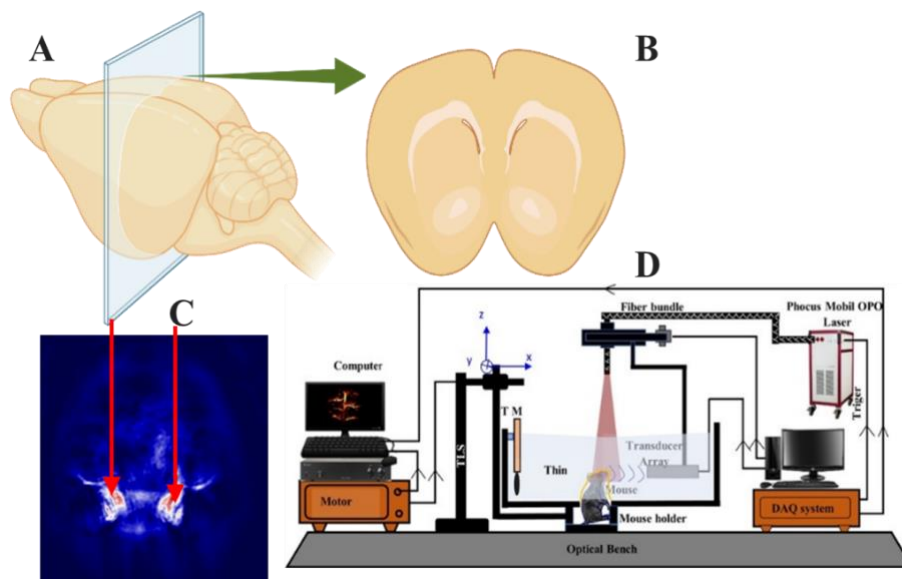 A
B
C
D
Fiber bundle
Phocus Mobil OPO
Laser
Computer
z
y
x
T M
TLS
Thin
Transducer
Array
Mouse
Triger
Motor
Mouse holder
DAQ system
Optical Bench